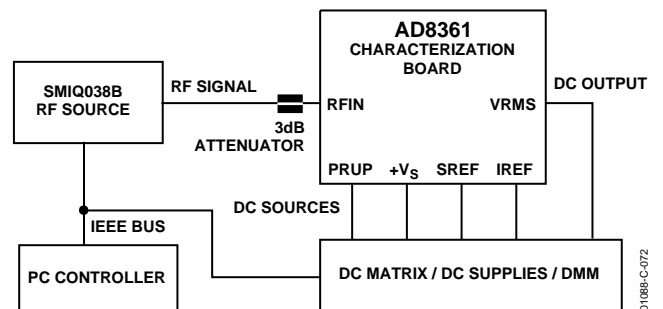 AD8361
CHARACTERIZATION
BOARD
SMIQ038B
RF SOURCE
RF SIGNAL
3dB
ATTENUATOR
RFIN
VRMS
DC OUTPUT
PRUP
+VS
SREF
IREF
DC SOURCES
IEEE BUS
PC CONTROLLER
DC MATRIX / DC SUPPLIES / DMM
01088-C-072